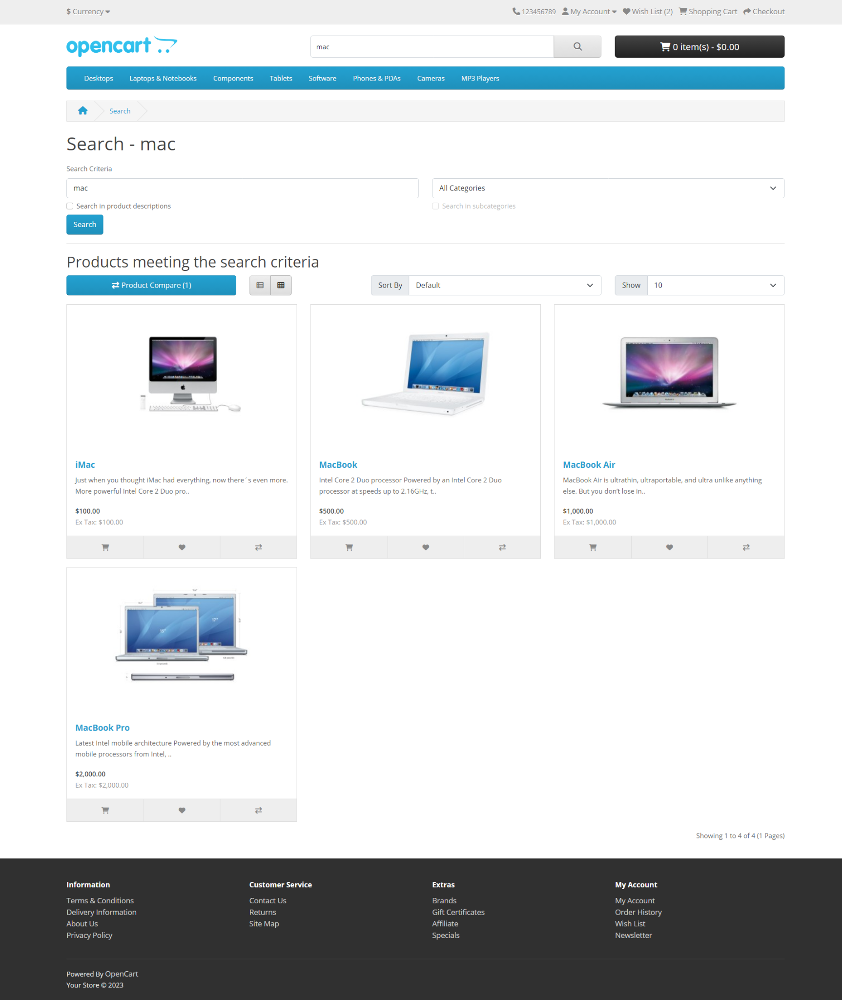 $ Currency
123456789 My Account Wish List (2) Shopping Cart Checkout
opencart
mac
0 item(s) - $0.00
Desktops Laptops & Notebooks Components Tablets Software Phones & PDAs Cameras MP3 Players
Search
Search - mac
Search Criteria
mac
All Categories
Search in product descriptions
Search in subcategories
Search
Products meeting the search criteria
Product Compare (1)
Sort By Default
Show 10
iMac
Just when you thought iMac had everything, now there´s even more.
More powerful Intel Core 2 Duo pro..
$100.00
Ex Tax: $100.00
MacBook
Intel Core 2 Duo processor Powered by an Intel Core 2 Duo
processor at speeds up to 2.16GHz, t..
$500.00
Ex Tax: $500.00
MacBook Air
MacBook Air is ultrathin, ultraportable, and ultra unlike anything
else. But you don’t lose in..
$1,000.00
Ex Tax: $1,000.00
17"
15"
MacBook Pro
Latest Intel mobile architecture Powered by the most advanced
mobile processors from Intel, ..
$2,000.00
Ex Tax: $2,000.00
Showing 1 to 4 of 4 (1 Pages)
Information
Terms & Conditions
Delivery Information
About Us
Privacy Policy
Customer Service
Contact Us
Returns
Site Map
Extras
Brands
Gift Certificates
Affiliate
Specials
My Account
My Account
Order History
Wish List
Newsletter
Powered By OpenCart
Your Store © 2023